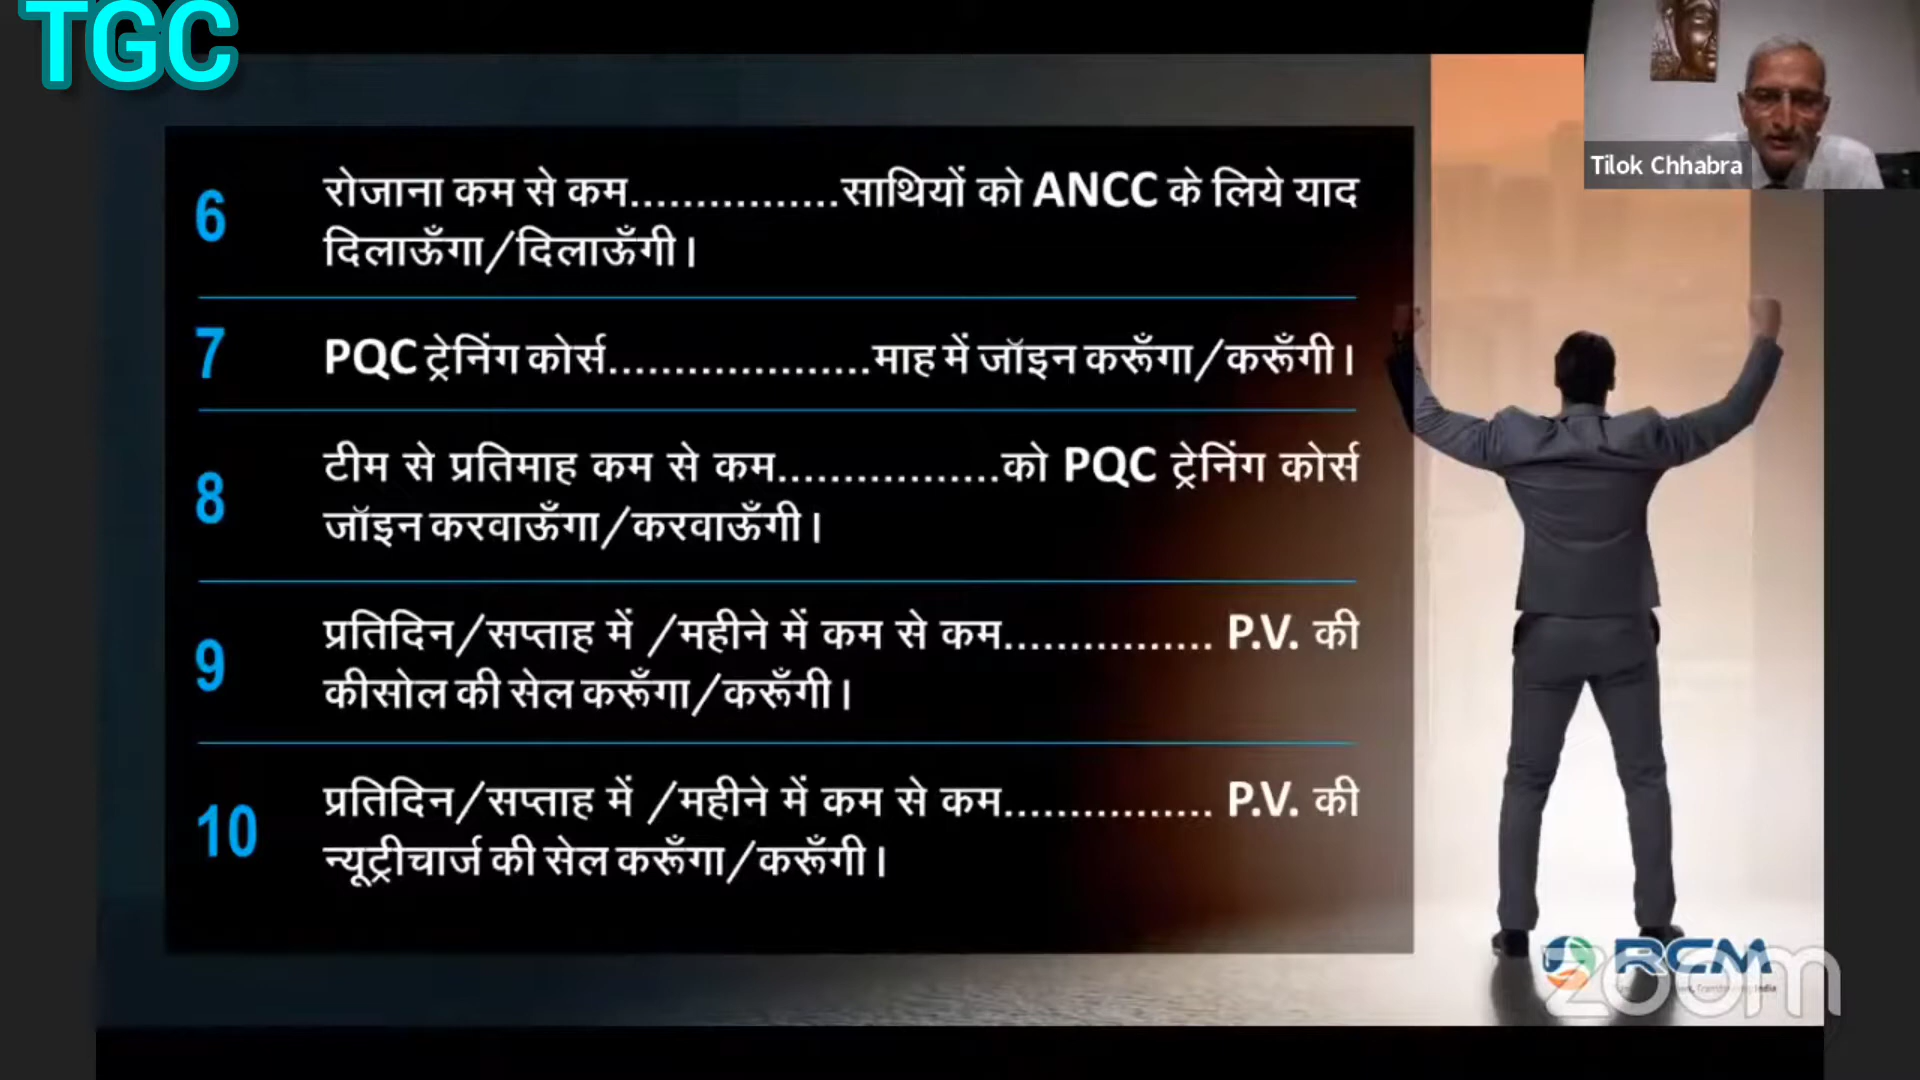 TGC
Tilok Chhabra
6 रोजाना कम से कम................साथियों को ANCC के लिये याद
दिलाऊँगा/दिलाऊँगी।
7 PQC ट्रेनिंग कोर्स....................माह में जॉइन करूँगा/करूँगी।
8 टीम से प्रतिमाह कम से कम.................को PQC ट्रेनिंग कोर्स
जॉइन करवाऊँगा/करवाऊँगी।
9 प्रतिदिन/सप्ताह में /महीने में कम से कम................ P.V. की
कीसोल की सेल करूँगा/करूँगी।
10 प्रतिदिन/सप्ताह में /महीने में कम से कम................ P.V. की
न्यूट्रीचार्ज की सेल करूँगा/करूँगी।
RCM
zoom